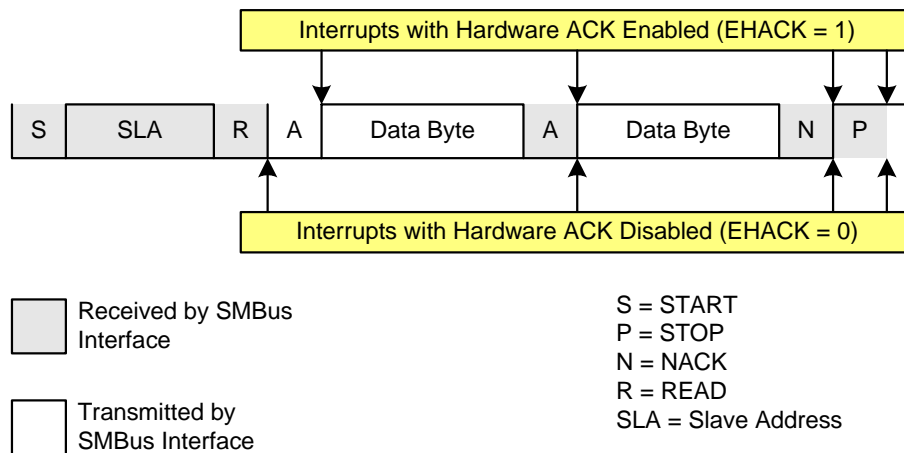 Interrupts with Hardware ACK Enabled (EHACK = 1)
S SLA R A Data Byte A Data Byte N P
Interrupts with Hardware ACK Disabled (EHACK = 0)
Received by SMBus
Interface
Transmitted by
SMBus Interface
S = START
P = STOP
N = NACK
R = READ
SLA = Slave Address